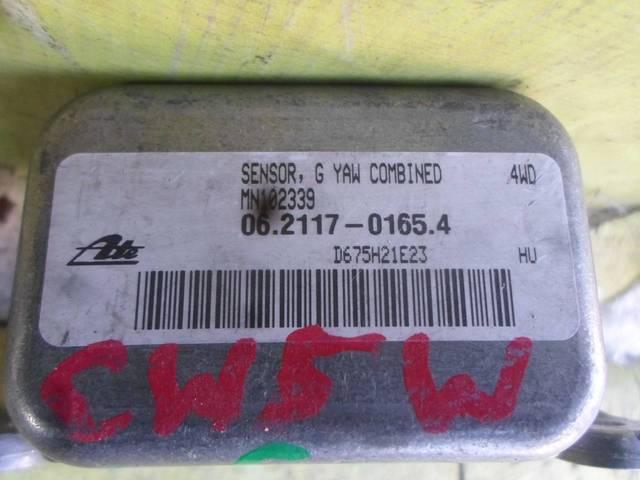 SENSOR, G YAW COMBINED 4WD
MN102339
06.2117-0165.4
Ate D675H21E23 HU
CW5W